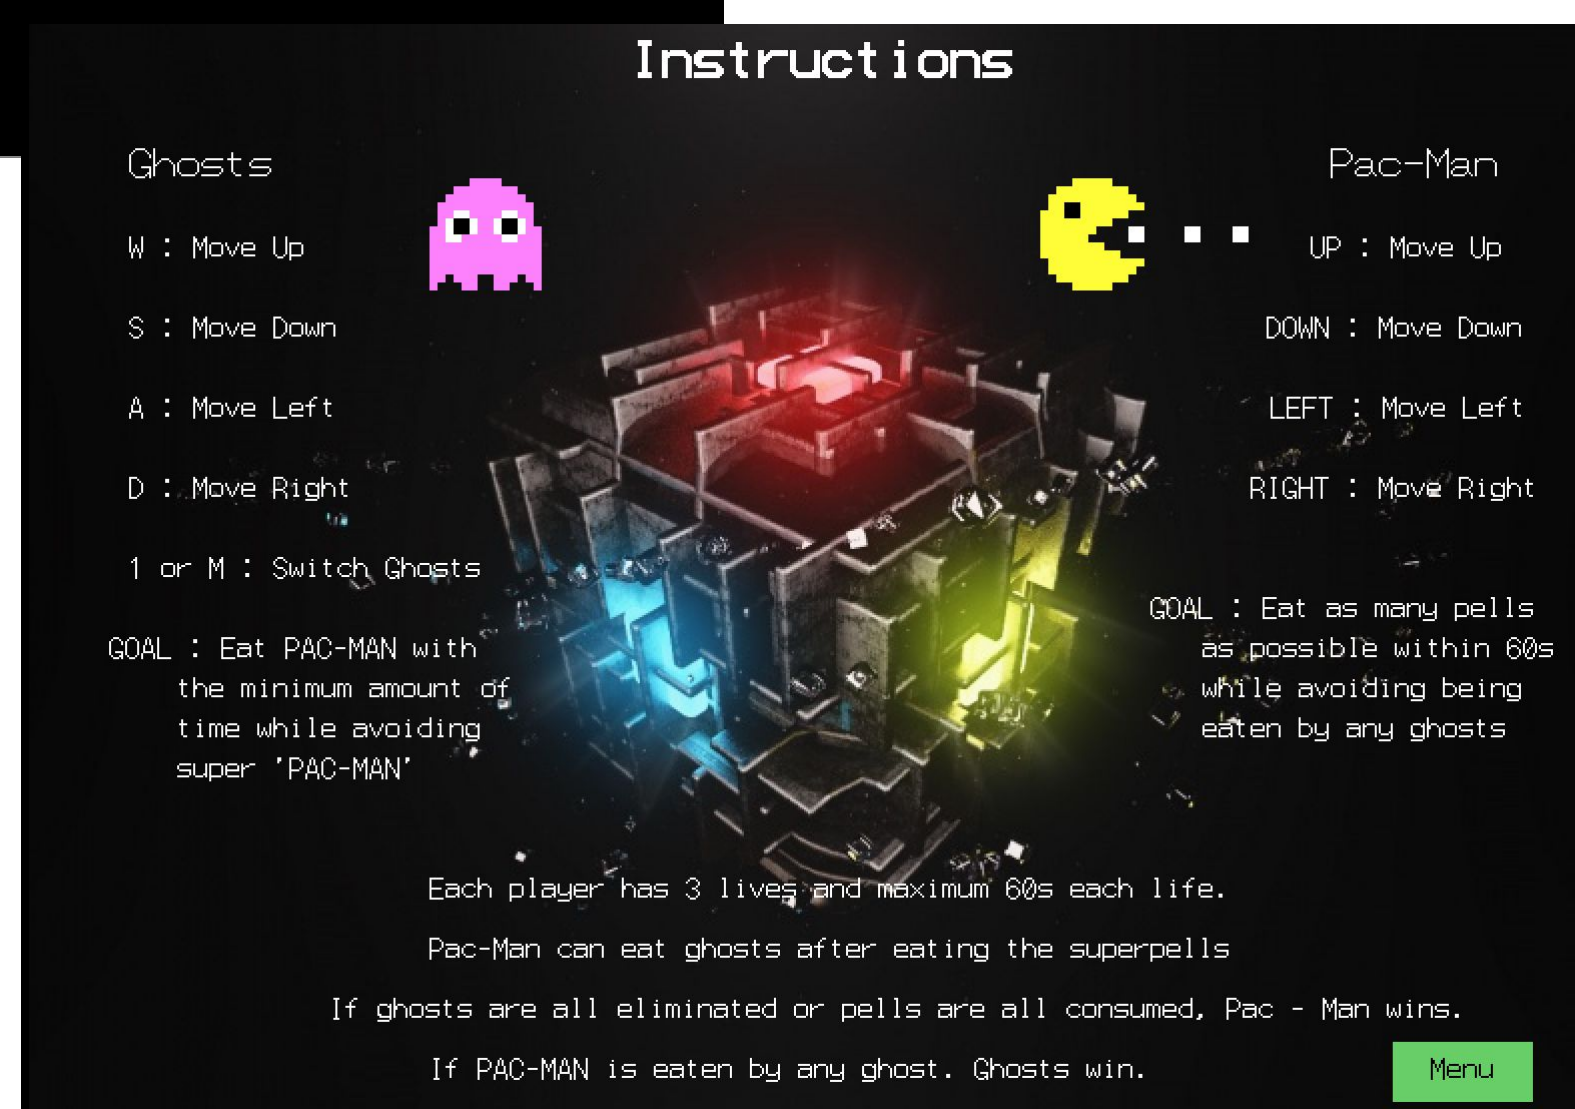 Instructions
Ghosts
W : Move Up
S : Move Down
A : Move Left
D : Move Right
1 or M : Switch Ghosts
GOAL : Eat PAC-MAN with
the minimum amount of
time while avoiding
super 'PAC-MAN'
Pac-Man
UP : Move Up
DOWN : Move Down
LEFT : Move Left
RIGHT : Move Right
GOAL : Eat as many pells
as possible within 60s
while avoiding being
eaten by any ghosts
Each player has 3 lives and maximum 60s each life.
Pac-Man can eat ghosts after eating the superpells
If ghosts are all eliminated or pells are all consumed, Pac - Man wins.
If PAC-MAN is eaten by any ghost. Ghosts win.
Menu